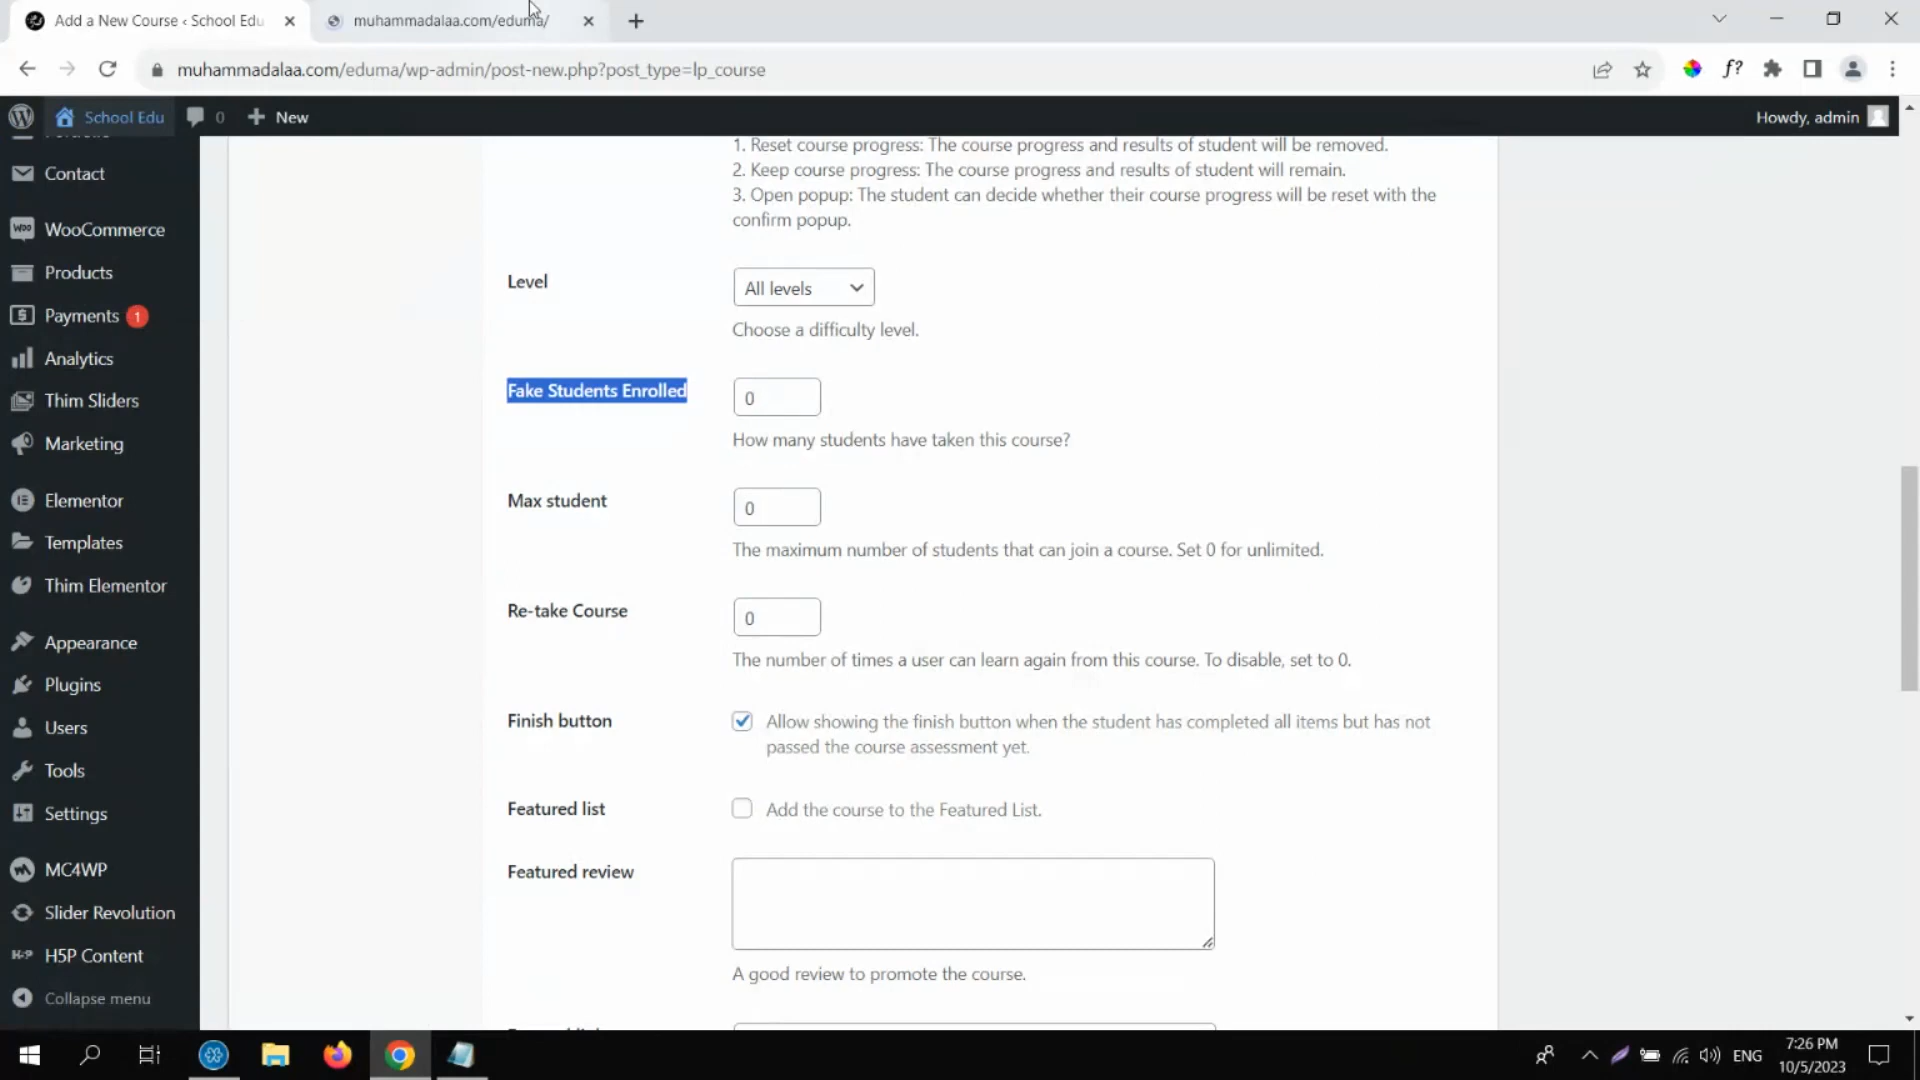 Add a New Course ‹ School Edu
muhammadalaa.com/eduma/
muhammadalaa.com/eduma/wp-admin/post-new.php?post_type=lp_course
f?
School Edu
0
New
Howdy, admin
Contact
WooCommerce
Products
Payments 1
Analytics
Thim Sliders
Marketing
Elementor
Templates
Thim Elementor
Appearance
Plugins
Users
Tools
Settings
MC4WP
Slider Revolution
H5P Content
Collapse menu
1. Reset course progress: The course progress and results of student will be removed.
2. Keep course progress: The course progress and results of student will remain.
3. Open popup: The student can decide whether their course progress will be reset with the
confirm popup.
Level
All levels
Choose a difficulty level.
Fake Students Enrolled
0
How many students have taken this course?
Max student
0
The maximum number of students that can join a course. Set 0 for unlimited.
Re-take Course
0
The number of times a user can learn again from this course. To disable, set to 0.
Finish button
Allow showing the finish button when the student has completed all items but has not
passed the course assessment yet.
Featured list
Add the course to the Featured List.
Featured review
A good review to promote the course.
ENG
7:26 PM
10/5/2023